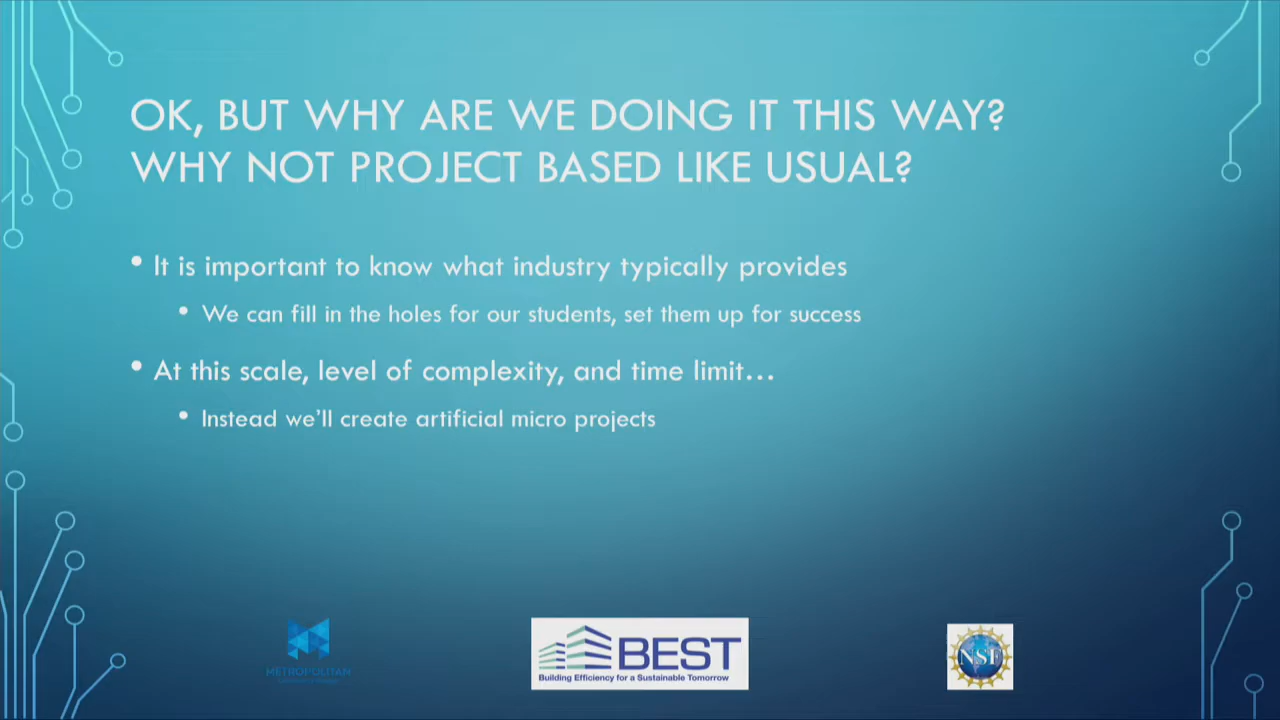 OK, BUT WHY ARE WE DOING IT THIS WAY?
WHY NOT PROJECT BASED LIKE USUAL?
• It is important to know what industry typically provides
• We can fill in the holes for our students, set them up for success
• At this scale, level of complexity, and time limit…
• Instead we'll create artificial micro projects
METROPOLITAN
BEST
Building Efficiency for a Sustainable Tomorrow
NSF